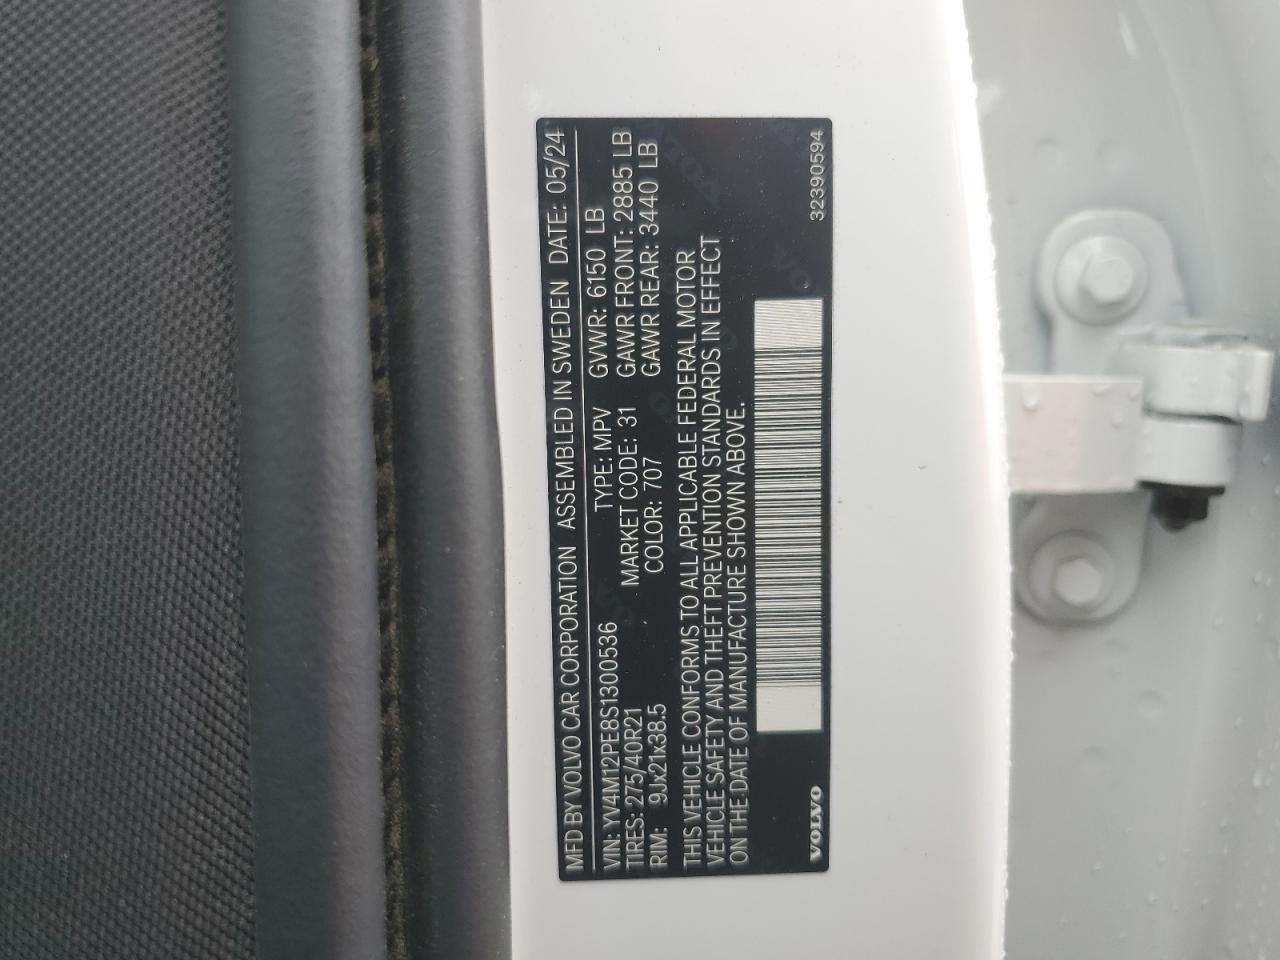 MFD BY VOLVO CAR CORPORATION ASSEMBLED IN SWEDEN DATE: 05/24
VIN: YV4M12PE8S1300536 TYPE: MPV GVWR: 6150 LB
TIRES: 275/40R21 MARKET CODE: 31 GAWR FRONT: 2885 LB
RIM: 9Jx21x38.5 COLOR: 707 GAWR REAR: 3440 LB
THIS VEHICLE CONFORMS TO ALL APPLICABLE FEDERAL MOTOR
VEHICLE SAFETY AND THEFT PREVENTION STANDARDS IN EFFECT
ON THE DATE OF MANUFACTURE SHOWN ABOVE.
VOLVO 32390594